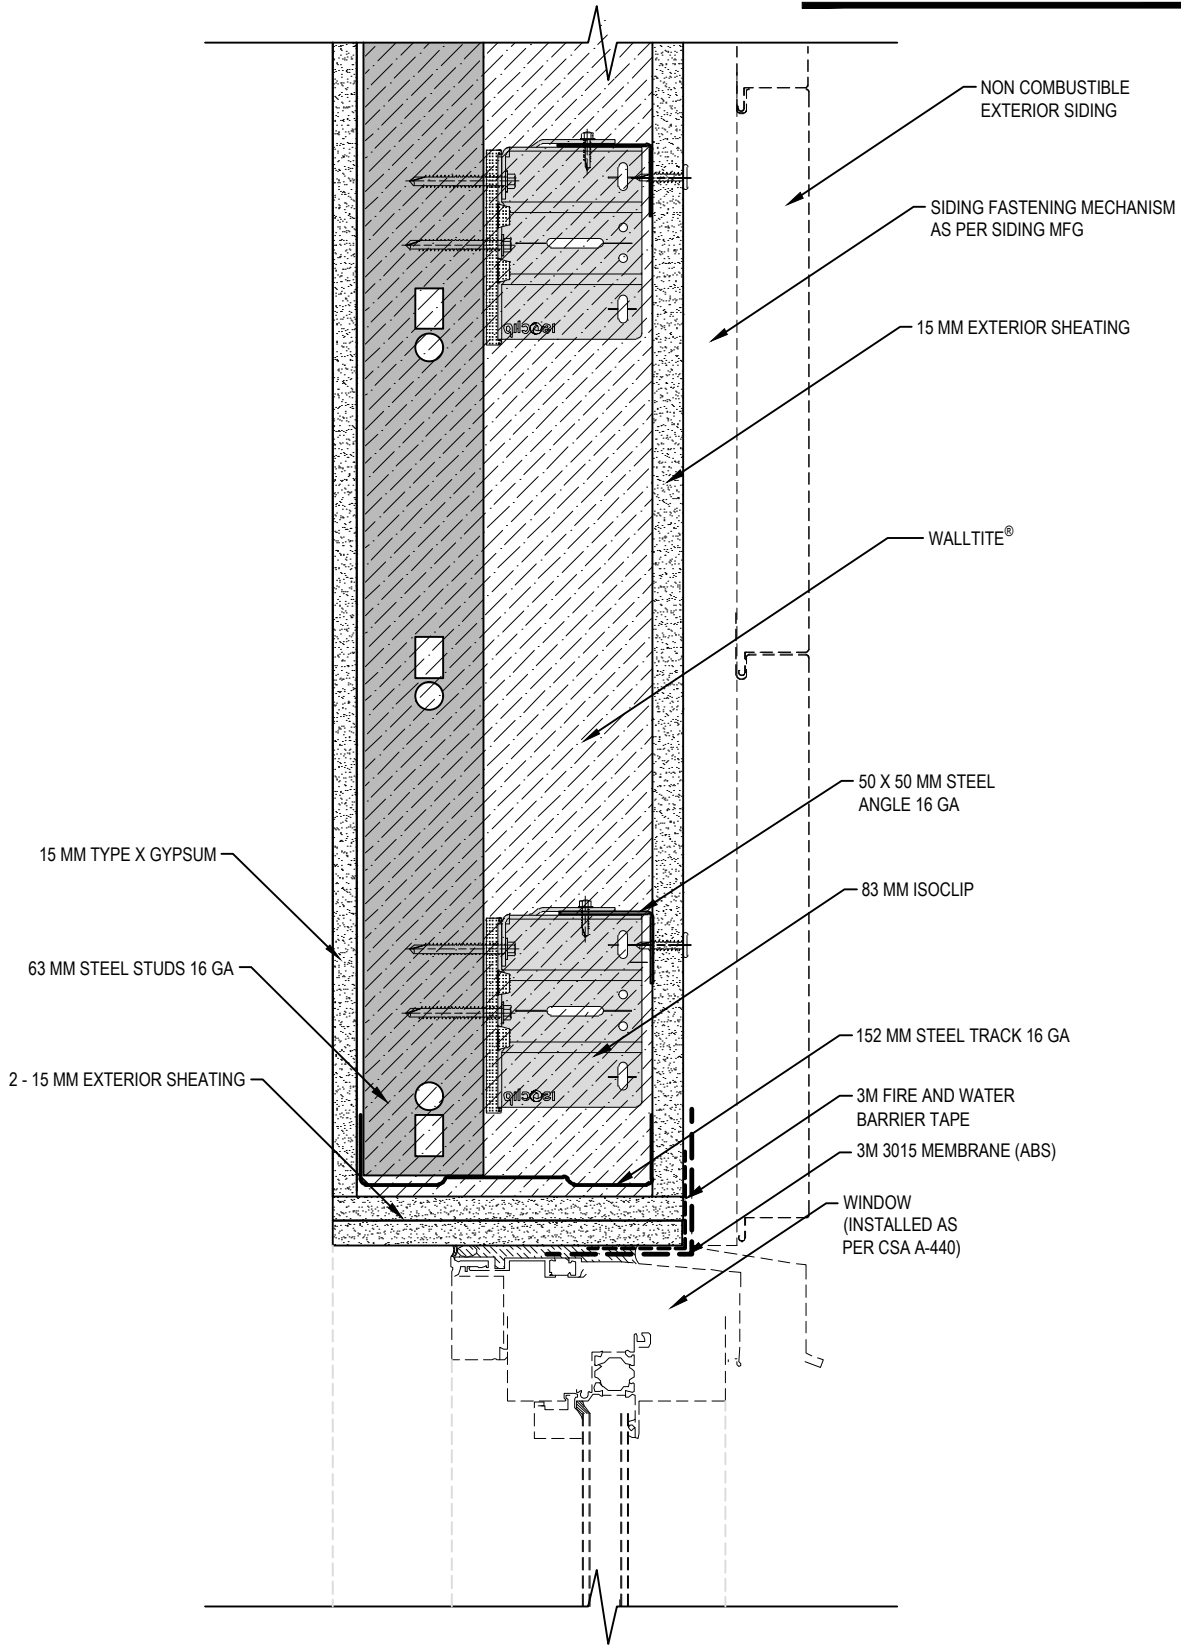 NON COMBUSTIBLE
EXTERIOR SIDING
SIDING FASTENING MECHANISM
AS PER SIDING MFG
15 MM EXTERIOR SHEATING
WALLTITE®
50 X 50 MM STEEL
ANGLE 16 GA
15 MM TYPE X GYPSUM
83 MM ISOCLIP
63 MM STEEL STUDS 16 GA
152 MM STEEL TRACK 16 GA
2 - 15 MM EXTERIOR SHEATING
3M FIRE AND WATER
BARRIER TAPE
3M 3015 MEMBRANE (ABS)
WINDOW
(INSTALLED AS
PER CSA A-440)
isoclip
isoclip